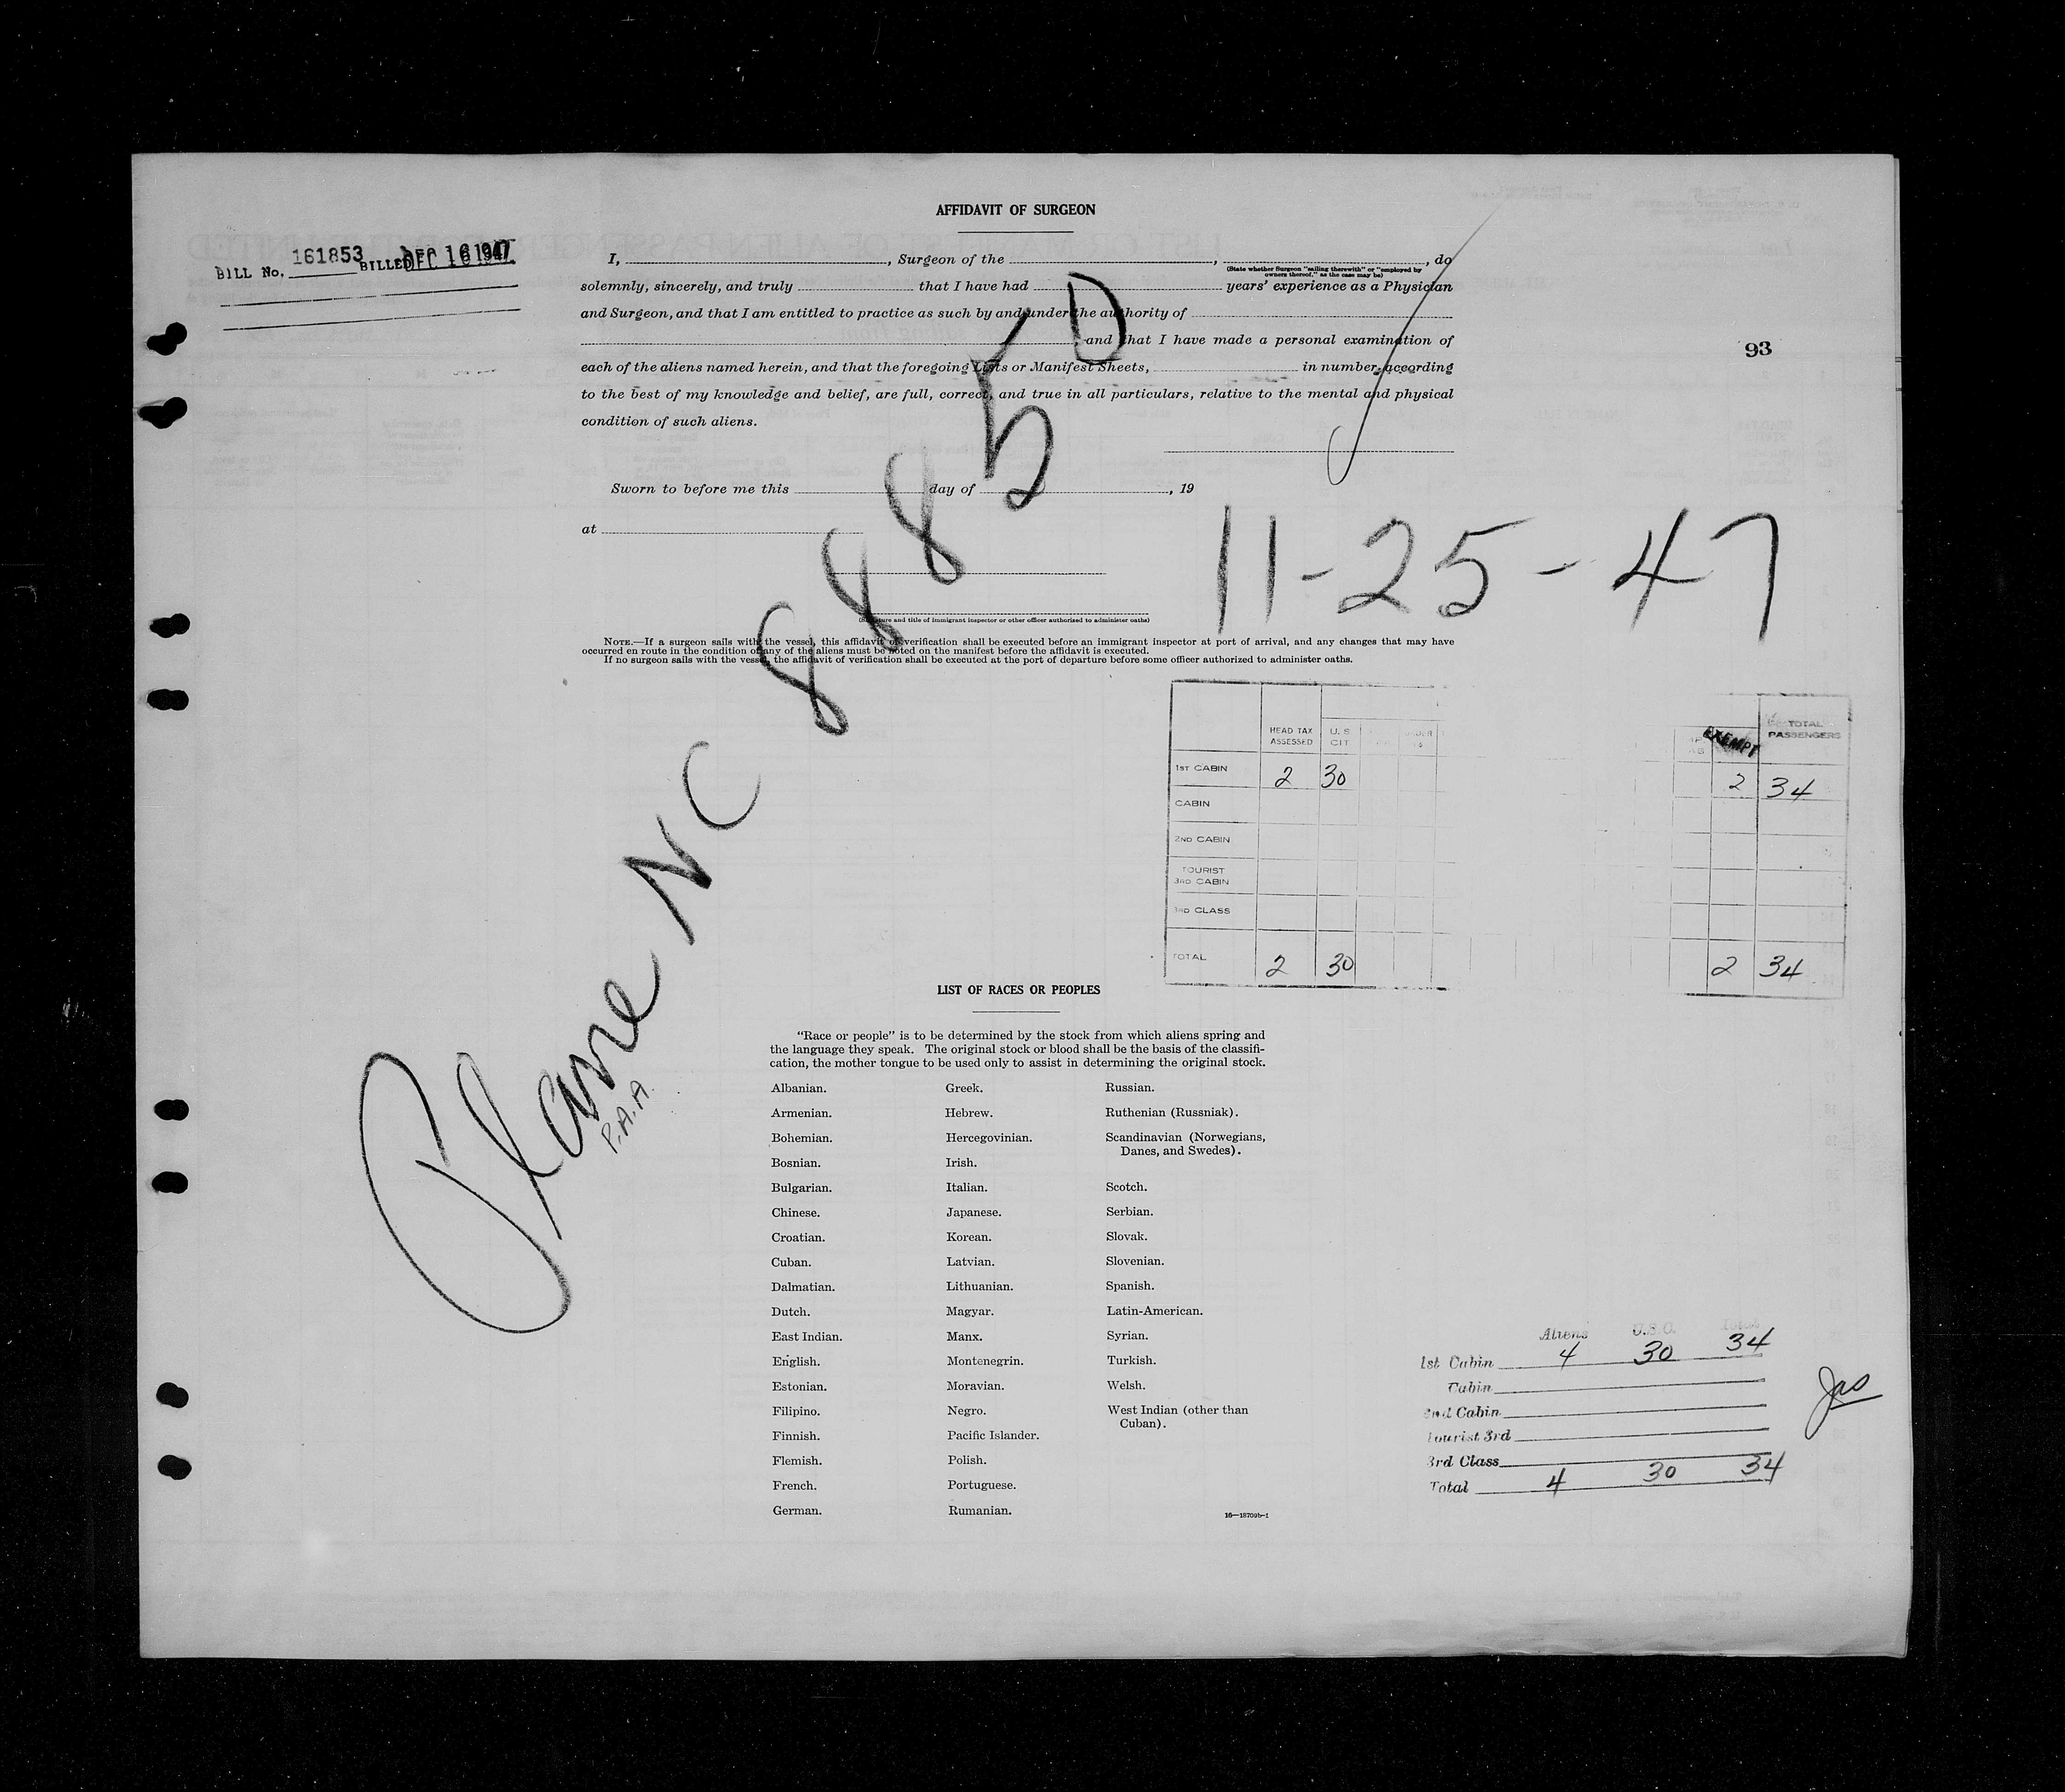 AFFIDAVIT OF SURGEON
BILL No. 161853 BILLED DEC 16 1947
I, , Surgeon of the , , do
(State whether Surgeon "sailing therewith" or "employed by
owners thereof," as the case may be)
solemnly, sincerely, and truly that I have had years' experience as a Physician
and Surgeon, and that I am entitled to practice as such by and under the authority of
and that I have made a personal examination of
each of the aliens named herein, and that the foregoing Lists or Manifest Sheets, in number, according
to the best of my knowledge and belief, are full, correct, and true in all particulars, relative to the mental and physical
condition of such aliens.
93
Sworn to before me this day of , 19
at
11-25-47
(Signature and title of immigrant inspector or other officer authorized to administer oaths)
NOTE.—If a surgeon sails with the vessel, this affidavit of verification shall be executed before an immigrant inspector at port of arrival, and any changes that may have
occurred en route in the condition of any of the aliens must be noted on the manifest before the affidavit is executed.
If no surgeon sails with the vessel, the affidavit of verification shall be executed at the port of departure before some officer authorized to administer oaths.
Plane NC 88850
P.A.A.
HEAD TAX ASSESSED U.S CIT EXEMPT TOTAL PASSENGERS
1ST CABIN 2 30 2 34
CABIN
2ND CABIN
TOURIST
3RD CABIN
3RD CLASS
TOTAL 2 30 2 34
LIST OF RACES OR PEOPLES
"Race or people" is to be determined by the stock from which aliens spring and
the language they speak. The original stock or blood shall be the basis of the classifi-
cation, the mother tongue to be used only to assist in determining the original stock.
Albanian. Greek. Russian.
Armenian. Hebrew. Ruthenian (Russniak).
Bohemian. Hercegovinian. Scandinavian (Norwegians,
Danes, and Swedes).
Bosnian. Irish.
Bulgarian. Italian. Scotch.
Chinese. Japanese. Serbian.
Croatian. Korean. Slovak.
Cuban. Latvian. Slovenian.
Dalmatian. Lithuanian. Spanish.
Dutch. Magyar. Latin-American.
East Indian. Manx. Syrian.
English. Montenegrin. Turkish.
Estonian. Moravian. Welsh.
Filipino. Negro. West Indian (other than
Cuban).
Finnish. Pacific Islander.
Flemish. Polish.
French. Portuguese.
German. Rumanian.
16—18709b-1
Aliens U.S.C. Total
1st Cabin 4 30 34
Cabin
2nd Cabin
Tourist 3rd
3rd Class
Total 4 30 34